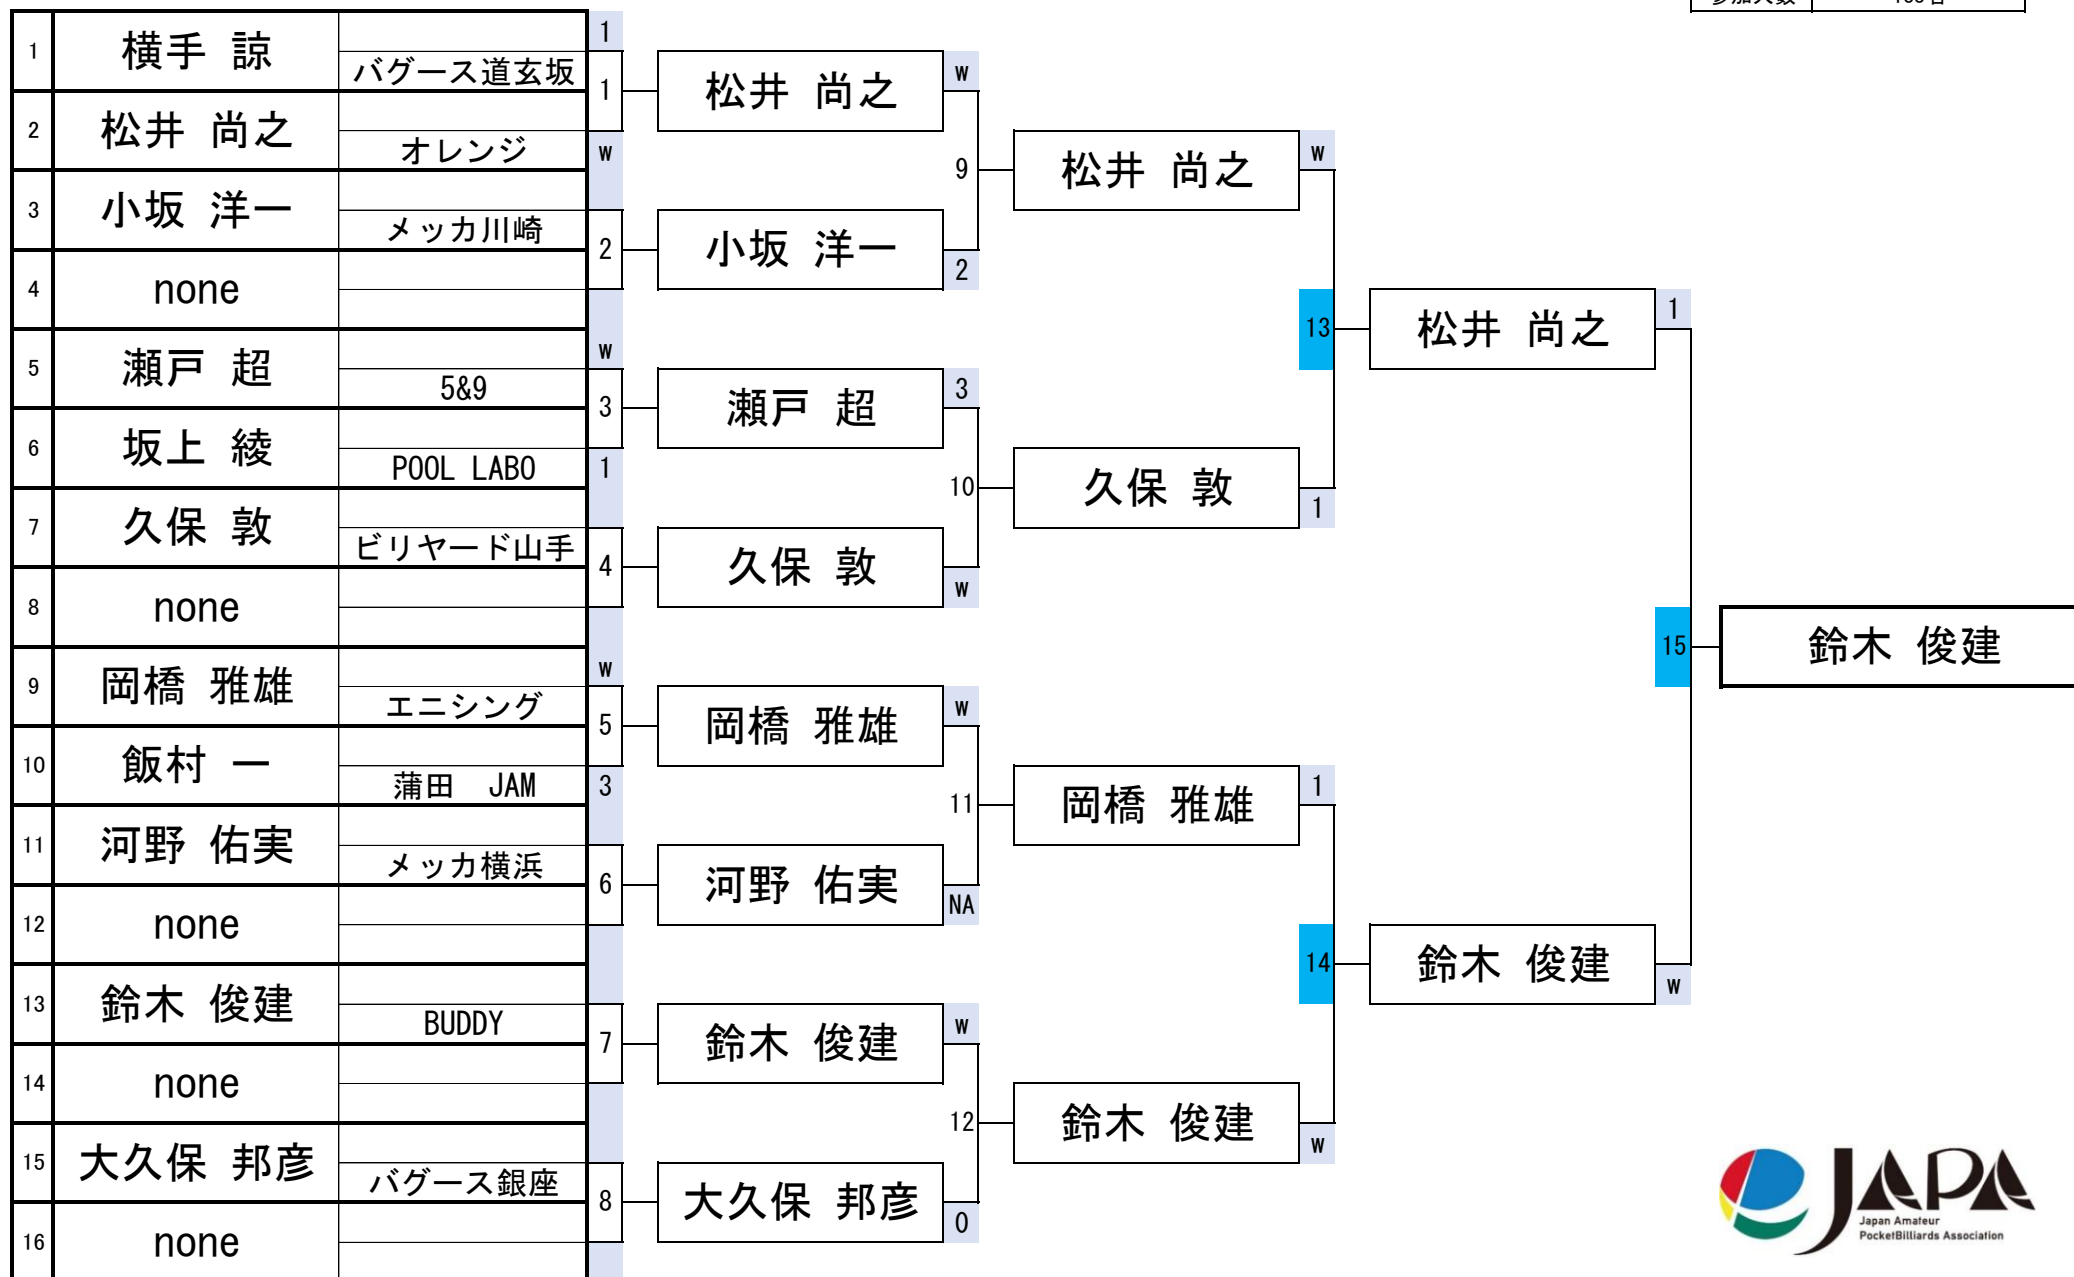 1 横手 諒 バグース道玄坂
2 松井 尚之 オレンジ
3 小坂 洋一 メッカ川崎
4 none
5 瀬戸 超 5&9
6 坂上 綾 POOL LABO
7 久保 敦 ビリヤード山手
8 none
9 岡橋 雅雄 エニシング
10 飯村 一 蒲田 JAM
11 河野 佑実 メッカ横浜
12 none
13 鈴木 俊建 BUDDY
14 none
15 大久保 邦彦 バグース銀座
16 none
1
1
W
2
W
3
1
4
W
5
3
6
7
8
松井 尚之 W
9
小坂 洋一 2
瀬戸 超 3
10
久保 敦 W
岡橋 雅雄 W
11
河野 佑実 NA
鈴木 俊建 W
12
大久保 邦彦 0
松井 尚之 W
13
久保 敦 1
岡橋 雅雄 1
14
鈴木 俊建 W
松井 尚之 1
15
鈴木 俊建 W
鈴木 俊建
JAPA
Japan Amateur
PocketBilliards Association